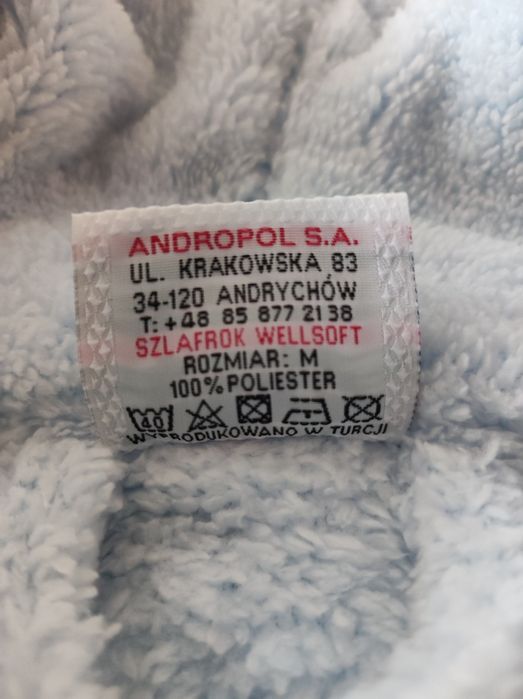 ANDROPOL S.A.
UL. KRAKOWSKA 83
34-120 ANDRYCHÓW
T: +48 85 877 21 38
SZLAFROK WELLSOFT
ROZMIAR: M
100% POLIESTER
40
WYPRODUKOWANO W TURCJI